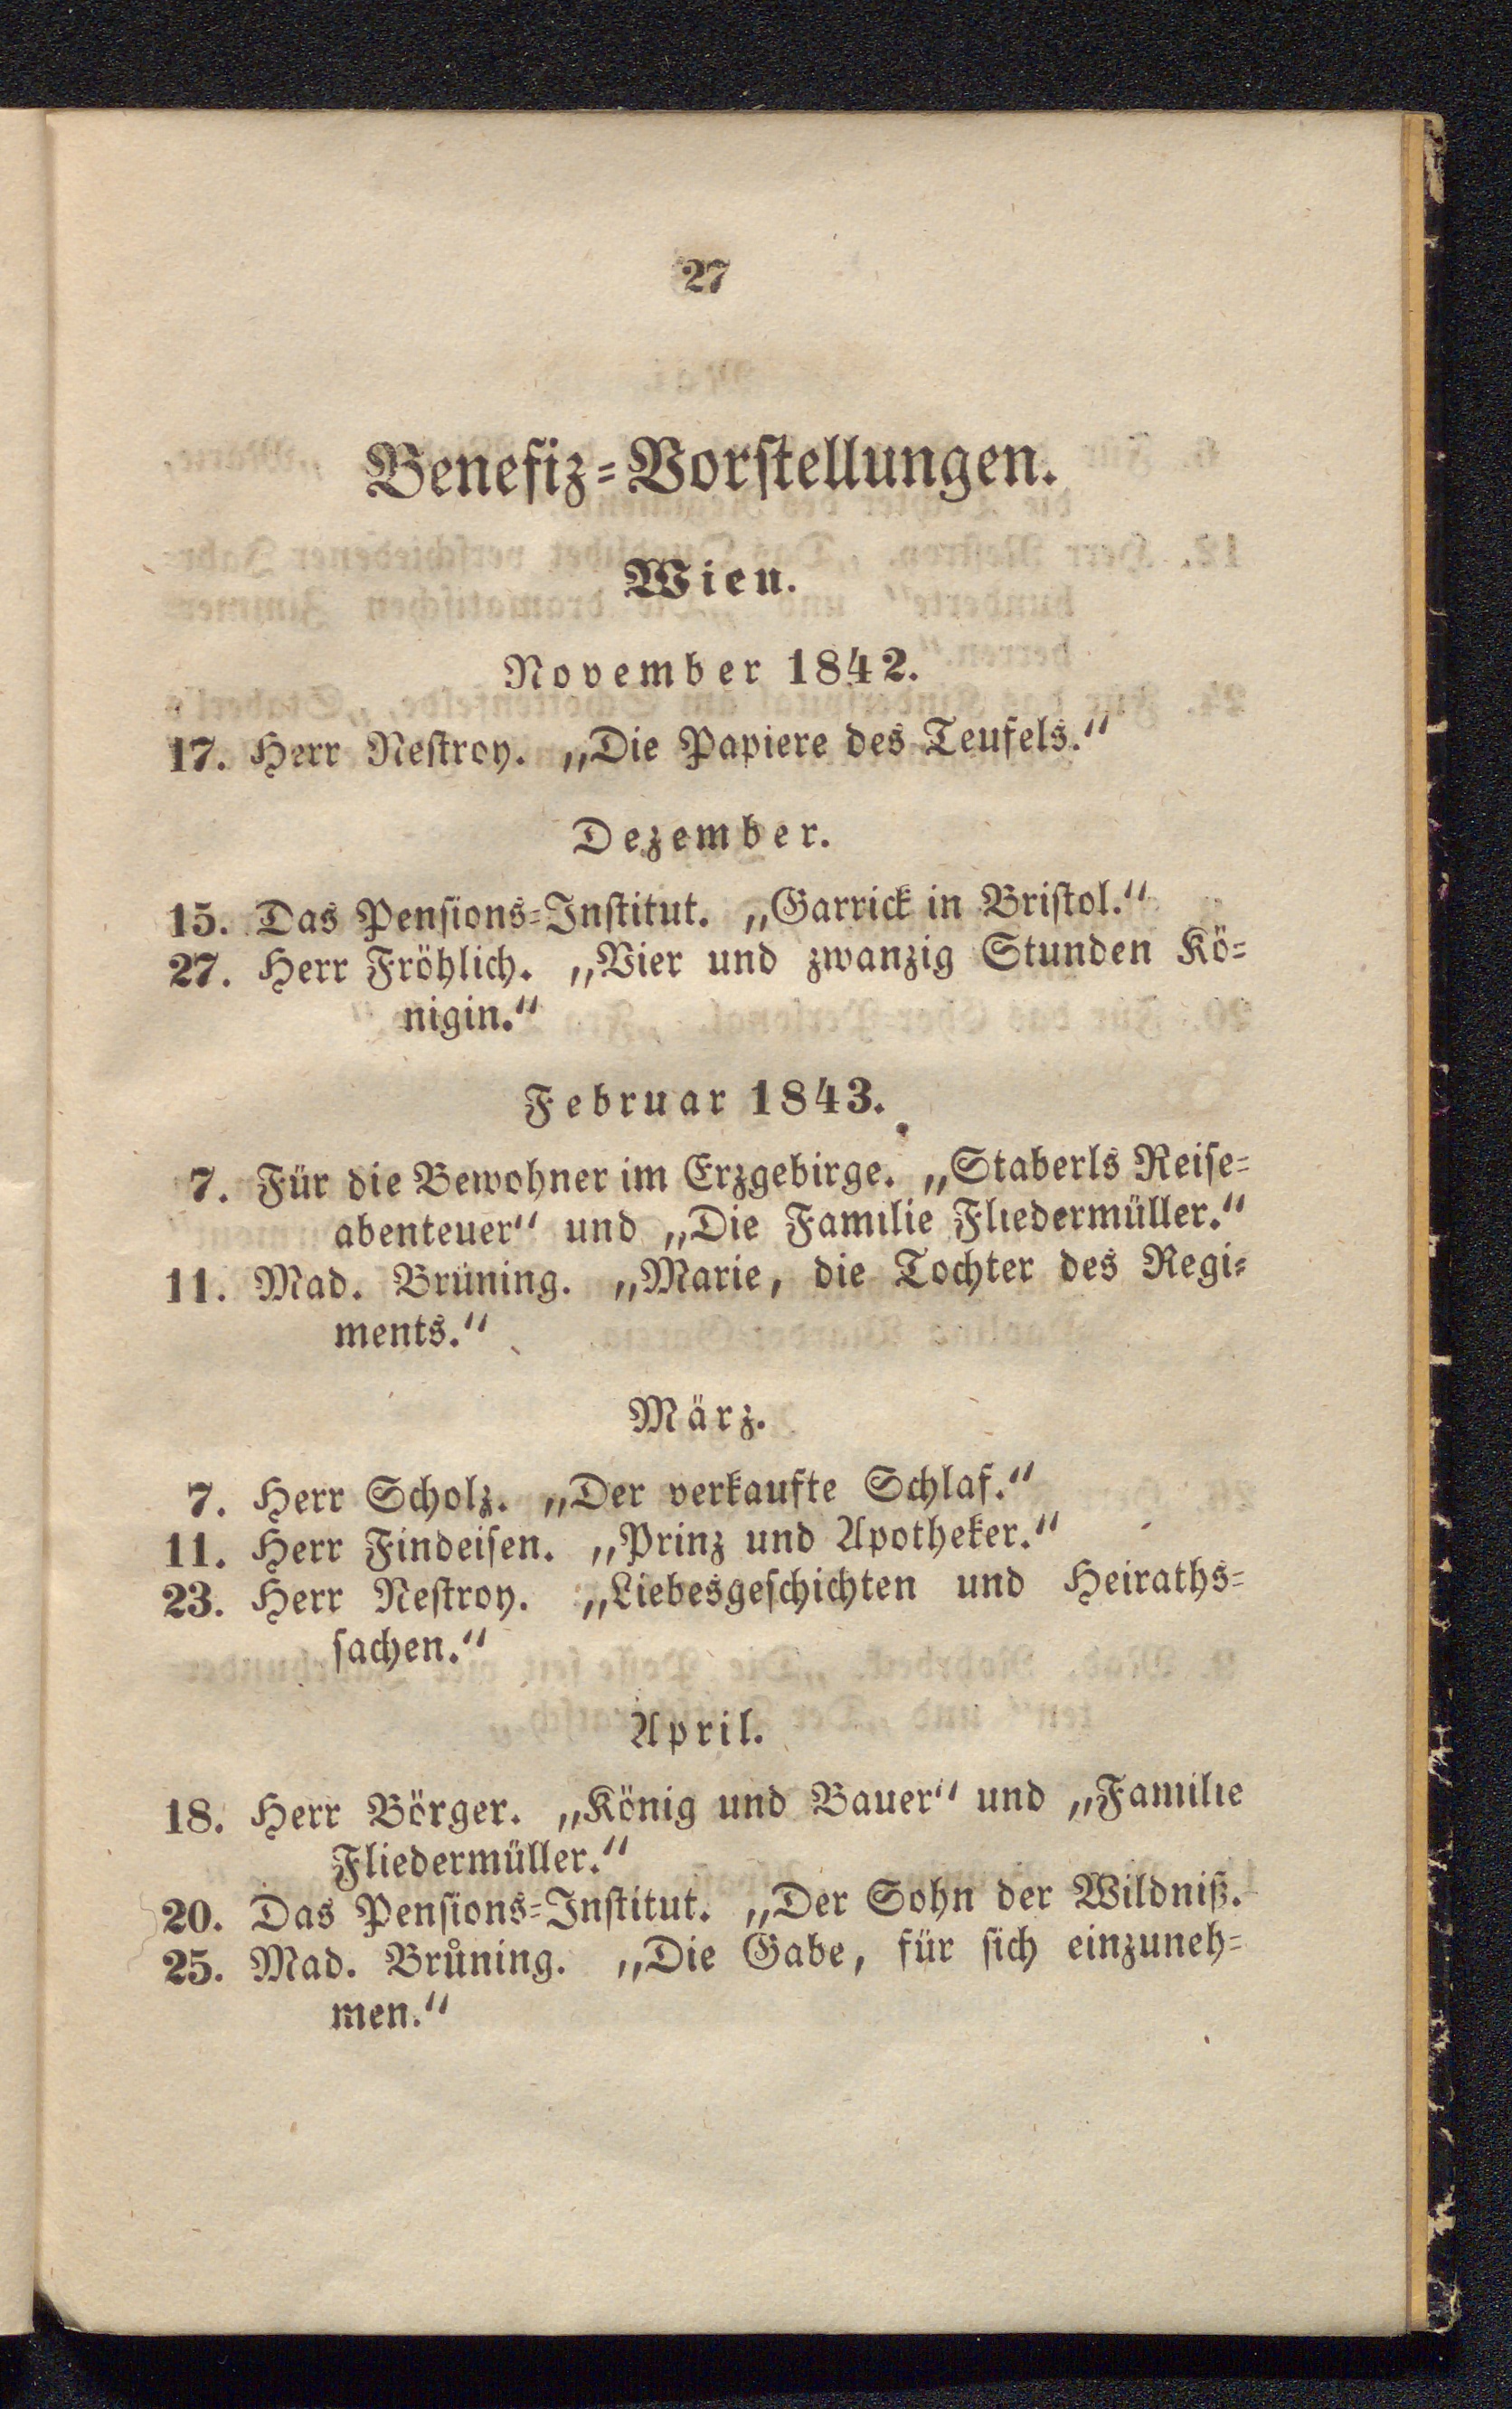 27
Benefiz-Vorstellungen.
Wien.
November 1842.
17. Herr Nestroy. „Die Papiere des Teufels.“
Dezember.
15. Das Pensions-Institut. „Garrick in Bristol.“
27. Herr Fröhlich. „Vier und zwanzig Stunden Kö-
nigin.“
Februar 1843.
7. Für die Bewohner im Erzgebirge. „Staberls Reise-
abenteuer“ und „Die Familie Fliedermüller.“
11. Mad. Brüning. „Marie, die Tochter des Regi-
ments.“
März.
7. Herr Scholz. „Der verkaufte Schlaf.“
11. Herr Findeisen. „Prinz und Apotheker.“
23. Herr Nestroy. „Liebesgeschichten und Heiraths-
sachen.“
April.
18. Herr Börger. „König und Bauer“ und „Familie
Fliedermüller.“
20. Das Pensions-Institut. „Der Sohn der Wildniß.
25. Mad. Bruͤning. „Die Gabe, für sich einzuneh-
men.“